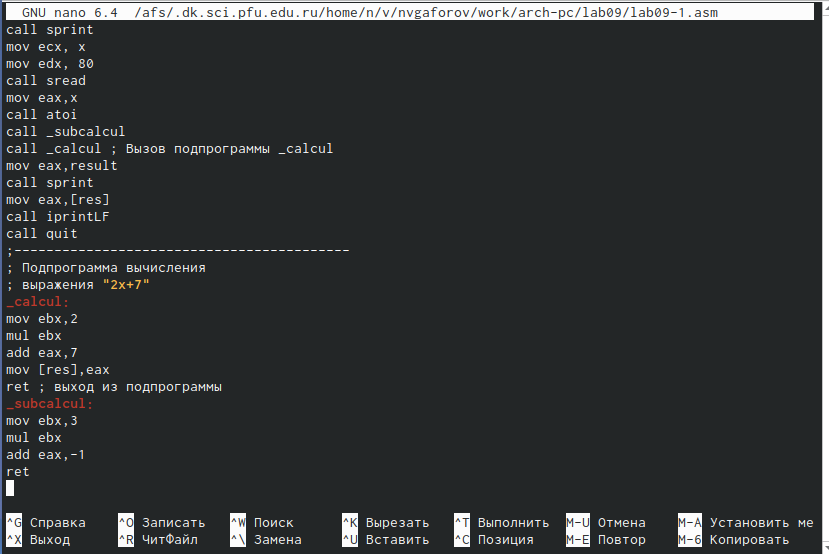 GNU nano 6.4 /afs/.dk.sci.pfu.edu.ru/home/n/v/nvgaforov/work/arch-pc/lab09/lab09-1.asm
call sprint
mov ecx, x
mov edx, 80
call sread
mov eax,x
call atoi
call _subcalcul
call _calcul ; Вызов подпрограммы _calcul
mov eax,result
call sprint
mov eax,[res]
call iprintLF
call quit
;------------------------------------------
; Подпрограмма вычисления
; выражения "2x+7"
_calcul:
mov ebx,2
mul ebx
add eax,7
mov [res],eax
ret ; выход из подпрограммы
_subcalcul:
mov ebx,3
mul ebx
add eax,-1
ret
^G Справка ^O Записать ^W Поиск ^K Вырезать ^T Выполнить M-U Отмена M-A Установить ме
^X Выход ^R ЧитФайл ^\ Замена ^U Вставить ^C Позиция M-E Повтор M-6 Копировать